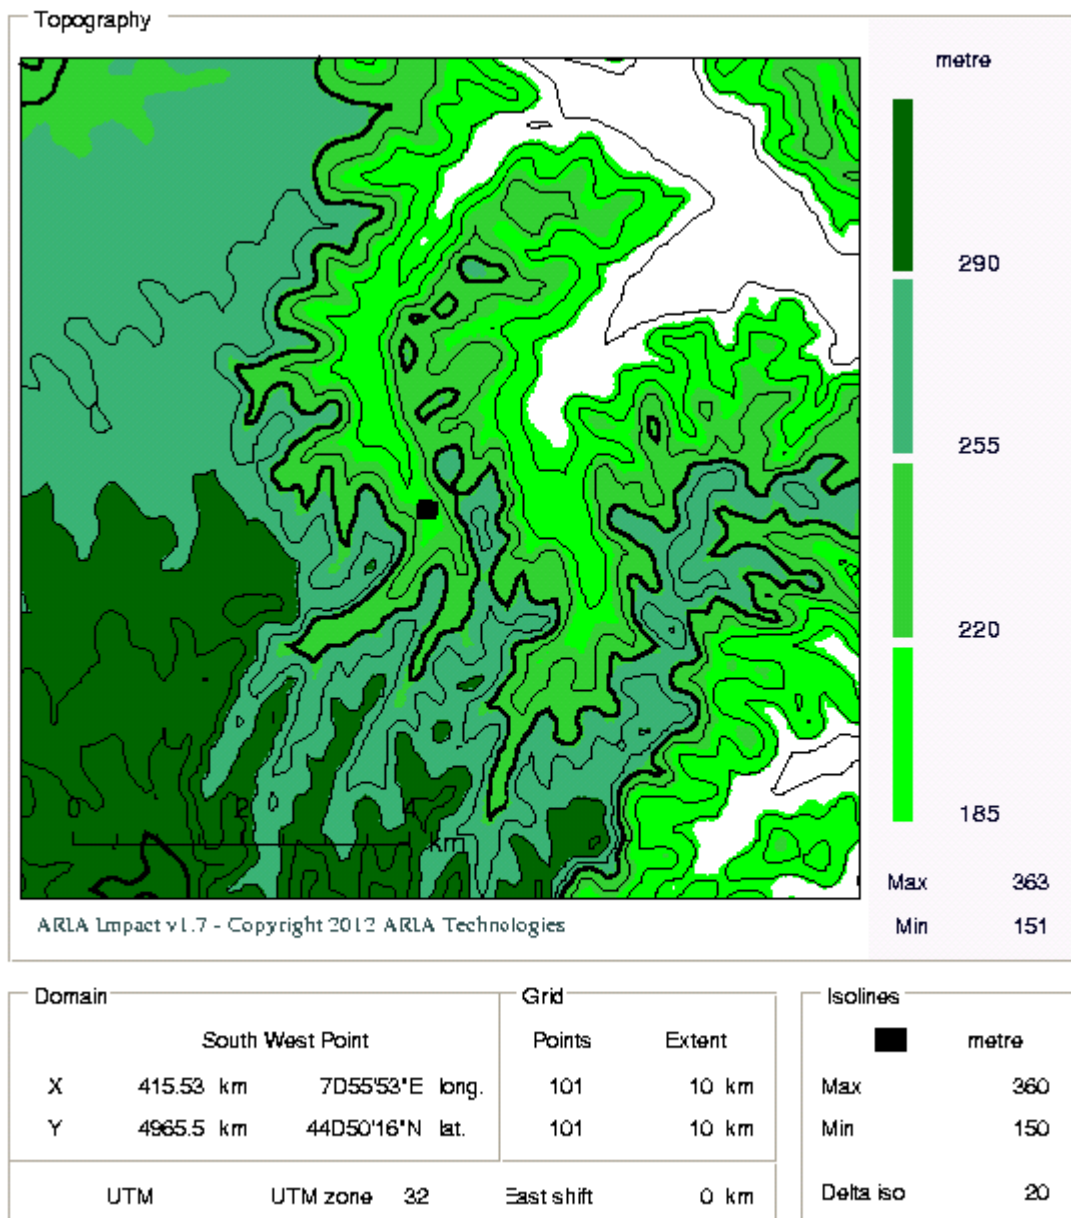 Topography
metre
290
255
220
185
0 2 4 km
Max 363
Min 151
ARIA Impact v1.7 - Copyright 2012 ARIA Technologies
Domain
South West Point
X 415.53 km 7D55'53"E long.
Y 4965.5 km 44D50'16"N lat.
UTM UTM zone 32
Grid
Points Extent
101 10 km
101 10 km
East shift 0 km
Isolines
metre
Max 360
Min 150
Delta iso 20